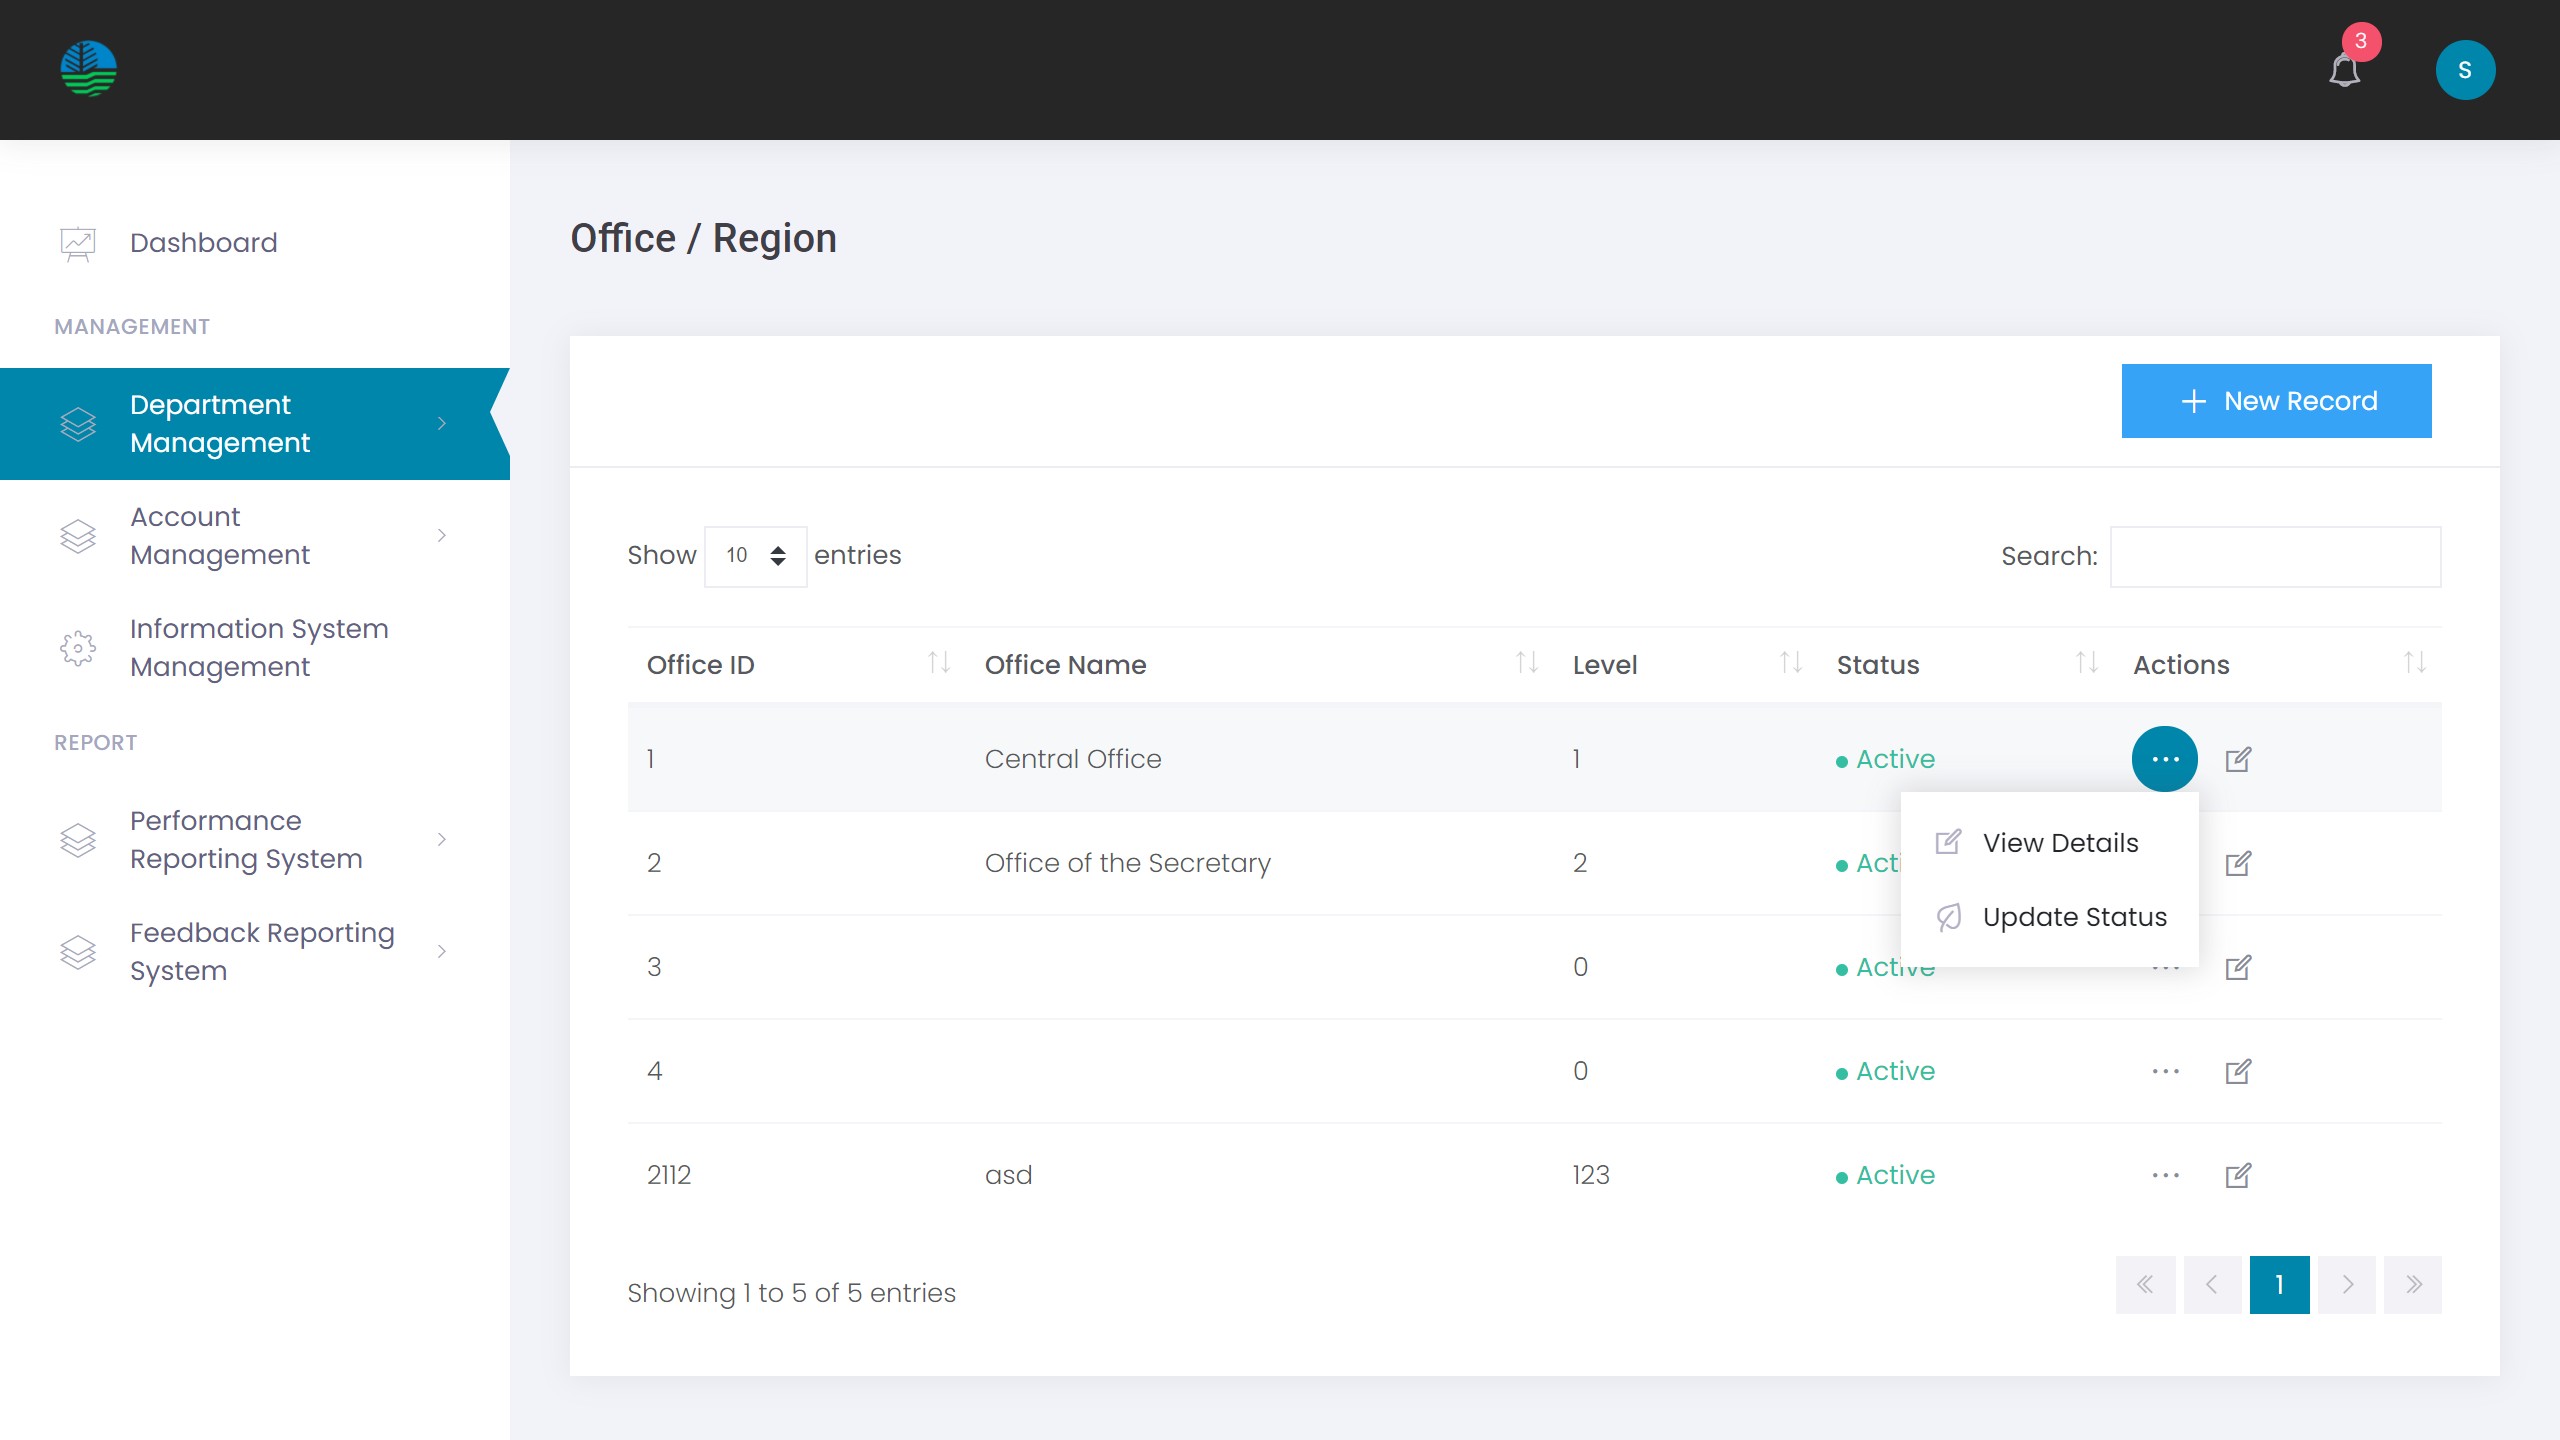 3
S
Dashboard
MANAGEMENT
Department
Management
Account
Management
Information System
Management
REPORT
Performance
Reporting System
Feedback Reporting
System
Office / Region
New Record
Show 10 entries
Search:
Office ID Office Name Level Status Actions
1 Central Office 1 Active
View Details
2 Office of the Secretary 2 Acti
Update Status
3 0 Active
4 0 Active
2112 asd 123 Active
Showing 1 to 5 of 5 entries
1